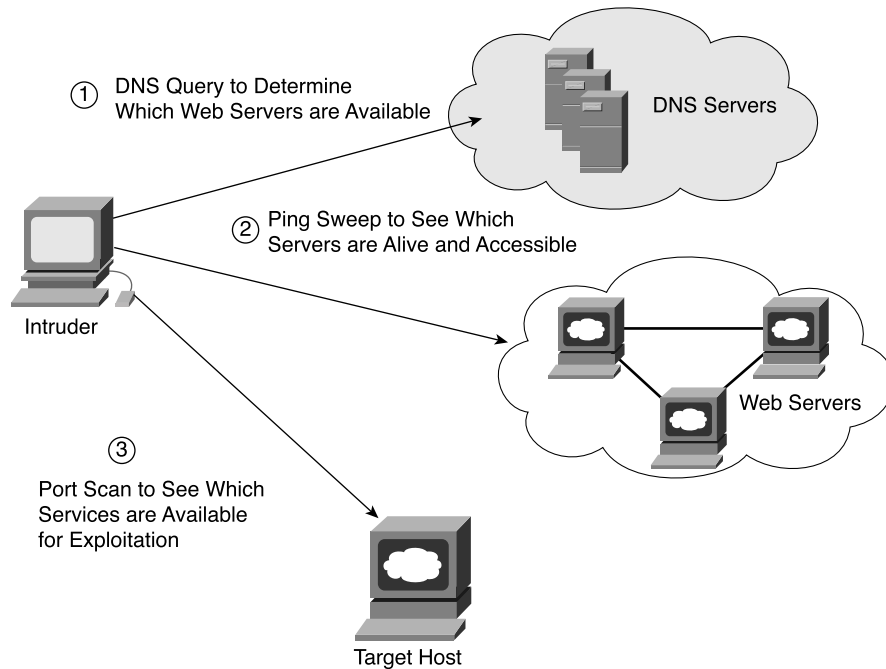 1
DNS Query to Determine
Which Web Servers are Available
DNS Servers
2
Ping Sweep to See Which
Servers are Alive and Accessible
Intruder
Web Servers
3
Port Scan to See Which
Services are Available
for Exploitation
Target Host